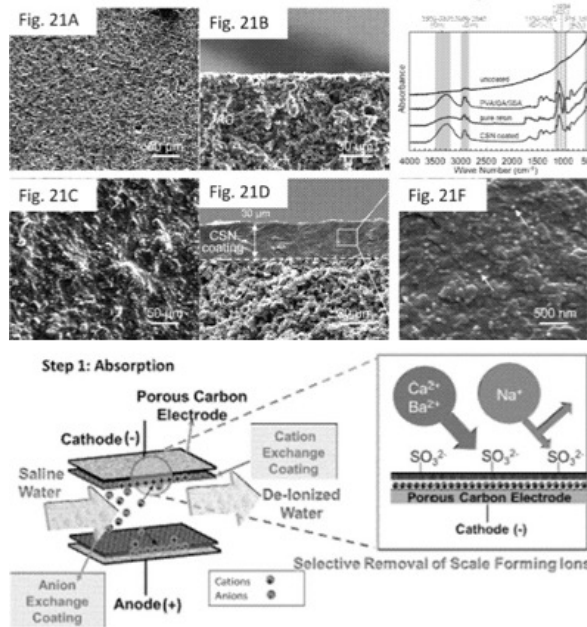 Fig. 21A
Fig. 21B
Absorbance
uncoated
PVA/GA/SSA
pure resin
CSN coated
4000 3500 3000 2500 2000 1500 1000 500
Wave Number (cm⁻¹)
50 µm
Fig. 21C
Fig. 21D
30 µm
CSN
coating
Fig. 21F
50 µm
500 nm
Step 1: Absorption
Porous Carbon
Electrode
Cathode (-)
Cation
Exchange
Coating
Saline
Water
De-Ionized
Water
Anion
Exchange
Coating
Anode (+)
Cations
Anions
Ca2+
Ba2+
Na+
SO₃²⁻ SO₃²⁻ SO₃²⁻
Porous Carbon Electrode
Cathode (-)
Selective Removal of Scale Forming Ions